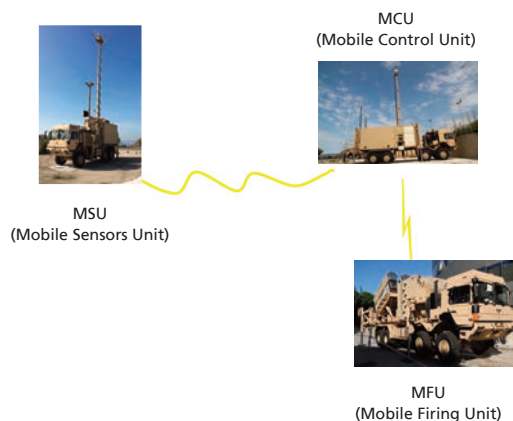 MCU
(Mobile Control Unit)
MSU
(Mobile Sensors Unit)
MFU
(Mobile Firing Unit)